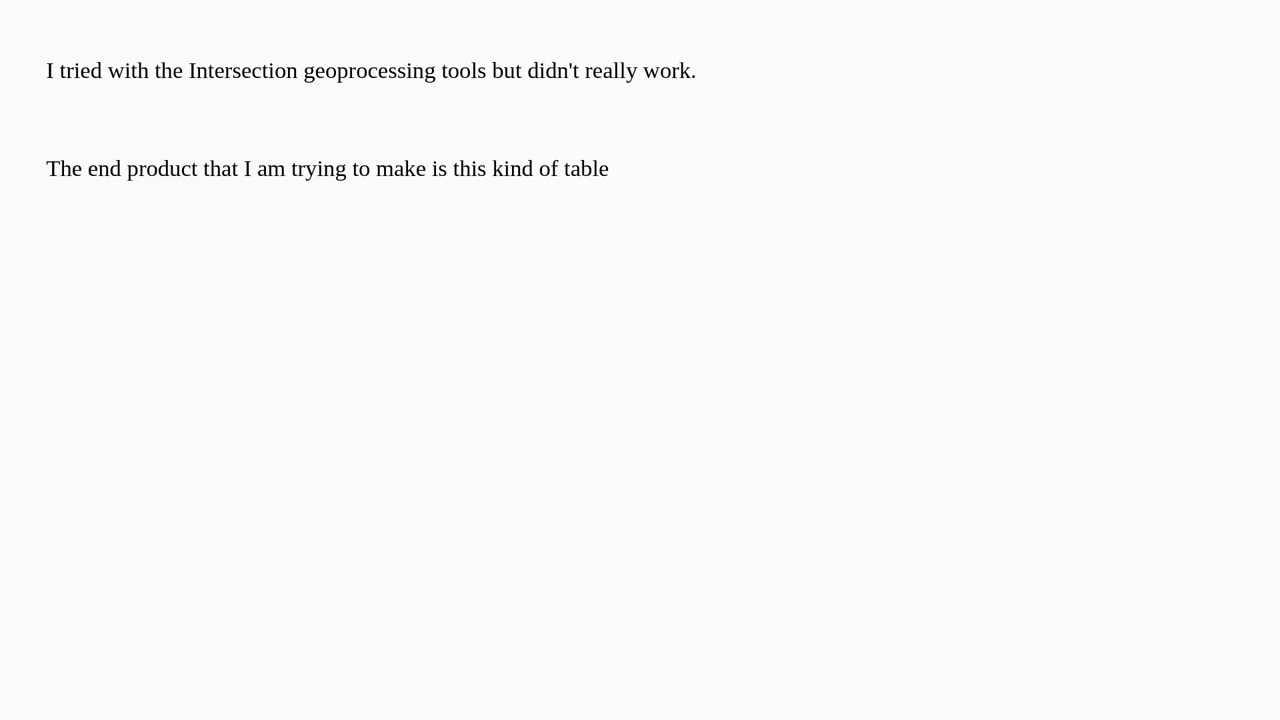 I tried with the Intersection geoprocessing tools but didn't really work.
The end product that I am trying to make is this kind of table